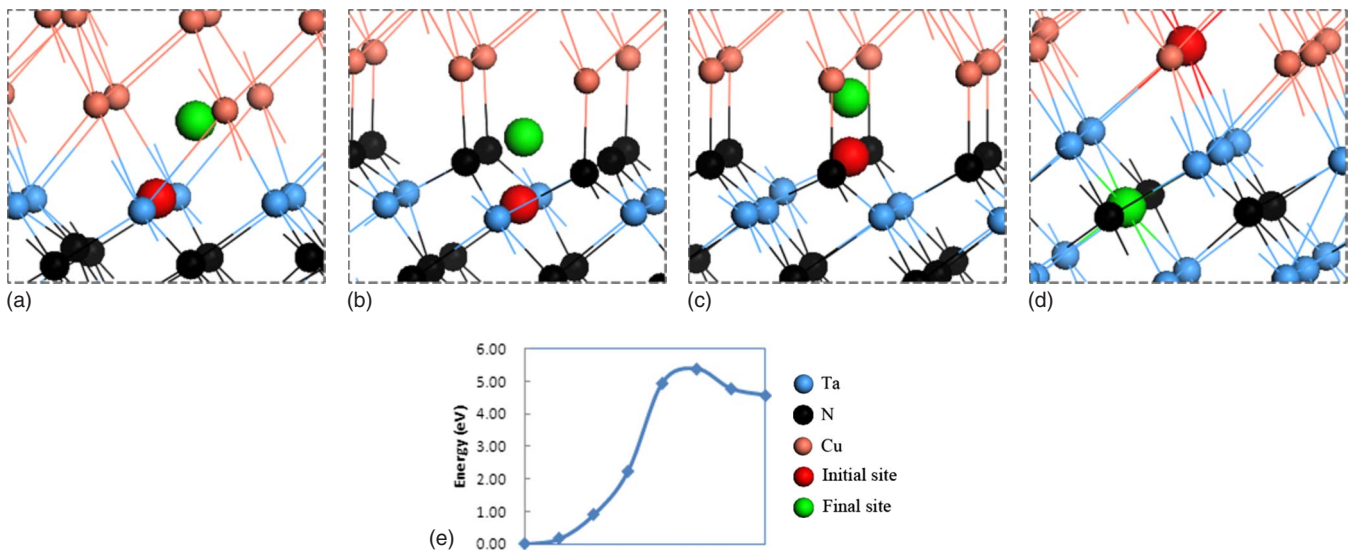 (a)
(b)
(c)
(d)
6.00
5.00
4.00
3.00
2.00
1.00
0.00
Energy (eV)
Ta
N
Cu
Initial site
Final site
(e)